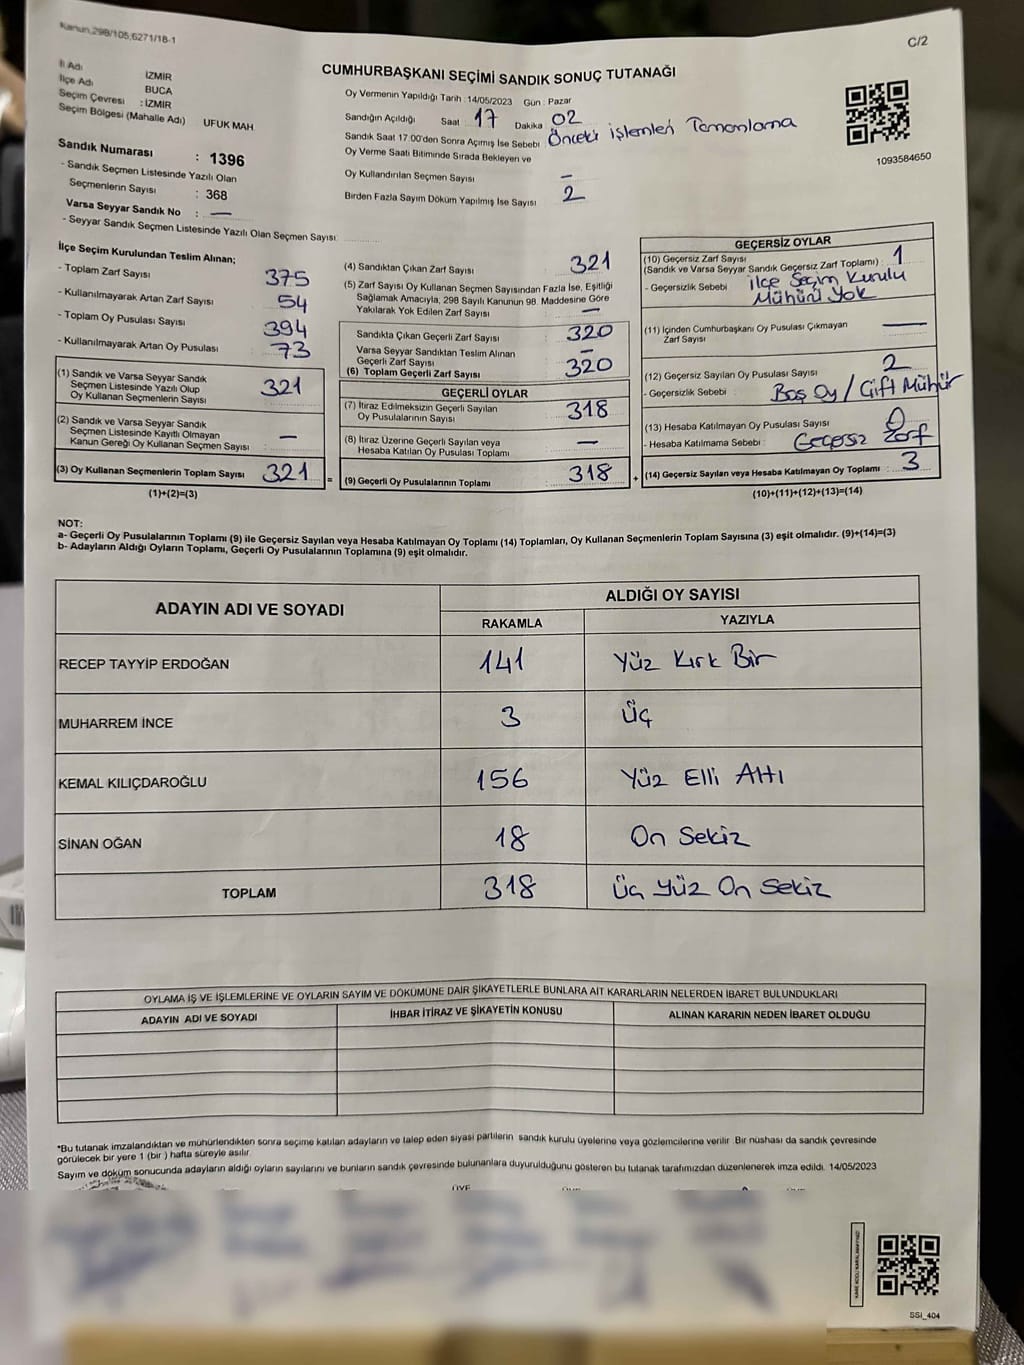 Kanun,298/105;6271/18-1
C/2
CUMHURBAŞKANI SEÇİMİ SANDIK SONUÇ TUTANAĞI
İl Adı İZMİR
İlçe Adı BUCA
Seçim Çevresi : İZMİR
Seçim Bölgesi (Mahalle Adı) UFUK MAH
Sandık Numarası : 1396
- Sandık Seçmen Listesinde Yazılı Olan
Seçmenlerin Sayısı : 368
Varsa Seyyar Sandık No : —
- Seyyar Sandık Seçmen Listesinde Yazılı Olan Seçmen Sayısı:
Oy Vermenin Yapıldığı Tarih : 14/05/2023 Gün : Pazar
Sandığın Açıldığı Saat 17 Dakika 02
Sandık Saat 17:00'den Sonra Açımış İse Sebebi Önceki işlemleri Tamamlama
Oy Verme Saati Bitiminde Sırada Bekleyen ve
Oy Kullandırılan Seçmen Sayısı —
Birden Fazla Sayım Döküm Yapılmış İse Sayısı 2
1093584650
İlçe Seçim Kurulundan Teslim Alınan;
- Toplam Zarf Sayısı 375
- Kullanılmayarak Artan Zarf Sayısı 54
- Toplam Oy Pusulası Sayısı 394
- Kullanılmayarak Artan Oy Pusulası 73
(1) Sandık ve Varsa Seyyar Sandık
Seçmen Listesinde Yazılı Olup
Oy Kullanan Seçmenlerin Sayısı 321
(2) Sandık ve Varsa Seyyar Sandık
Seçmen Listesinde Kayıtlı Olmayan
Kanun Gereği Oy Kullanan Seçmen Sayısı —
(3) Oy Kullanan Seçmenlerin Toplam Sayısı 321 =
(1)+(2)=(3)
(4) Sandıktan Çıkan Zarf Sayısı 321
(5) Zarf Sayısı Oy Kullanan Seçmen Sayısından Fazla İse, Eşitliği
Sağlamak Amacıyla, 298 Sayılı Kanunun 98. Maddesine Göre
Yakılarak Yok Edilen Zarf Sayısı —
Sandıkta Çıkan Geçerli Zarf Sayısı 320
Varsa Seyyar Sandıktan Teslim Alınan
Geçerli Zarf Sayısı —
(6) Toplam Geçerli Zarf Sayısı 320
GEÇERLİ OYLAR
(7) İtiraz Edilmeksizin Geçerli Sayılan
Oy Pusulalarının Sayısı 318
(8) İtiraz Üzerine Geçerli Sayılan veya
Hesaba Katılan Oy Pusulası Toplamı —
(9) Geçerli Oy Pusulalarının Toplamı 318 +
GEÇERSİZ OYLAR
(10) Geçersiz Zarf Sayısı
(Sandık ve Varsa Seyyar Sandık Geçersiz Zarf Toplamı) : 1
- Geçersizlik Sebebi ilçe Seçim Kurulu
Mühürü Yok
(11) İçinden Cumhurbaşkanı Oy Pusulası Çıkmayan
Zarf Sayısı —
(12) Geçersiz Sayılan Oy Pusulası Sayısı 2
- Geçersizlik Sebebi : Boş Oy / Çift Mühür
(13) Hesaba Katılmayan Oy Pusulası Sayısı 0
- Hesaba Katılmama Sebebi : Geçersiz Zarf
(14) Geçersiz Sayılan veya Hesaba Katılmayan Oy Toplamı : 3
(10)+(11)+(12)+(13)=(14)
NOT:
a- Geçerli Oy Pusulalarının Toplamı (9) ile Geçersiz Sayılan veya Hesaba Katılmayan Oy Toplamı (14) Toplamları, Oy Kullanan Seçmenlerin Toplam Sayısına (3) eşit olmalıdır. (9)+(14)=(3)
b- Adayların Aldığı Oyların Toplamı, Geçerli Oy Pusulalarının Toplamına (9) eşit olmalıdır.
ADAYIN ADI VE SOYADI ALDIĞI OY SAYISI
RAKAMLA YAZIYLA
RECEP TAYYİP ERDOĞAN 141 Yüz Kırk Bir
MUHARREM İNCE 3 Üç
KEMAL KILIÇDAROĞLU 156 Yüz Elli Altı
SİNAN OĞAN 18 On Sekiz
TOPLAM 318 Üç Yüz On Sekiz
OYLAMA İŞ VE İŞLEMLERİNE VE OYLARIN SAYIM VE DÖKÜMÜNE DAİR ŞİKAYETLERLE BUNLARA AİT KARARLARIN NELERDEN İBARET BULUNDUKLARI
ADAYIN ADI VE SOYADI İHBAR İTİRAZ VE ŞİKAYETİN KONUSU ALINAN KARARIN NEDEN İBARET OLDUĞU
*Bu tutanak imzalandıktan ve mühürlendikten sonra seçime katılan adayların ve talep eden siyasi partilerin sandık kurulu üyelerine veya gözlemcilerine verilir. Bir nüshası da sandık çevresinde
görülecek bir yere 1 (bir ) hafta süreyle asılır.
Sayım ve döküm sonucunda adayların aldığı oyların sayılarını ve bunların sandık çevresinde bulunanlara duyurulduğunu gösteren bu tutanak tarafımızdan düzenlenerek imza edildi. 14/05/2023
ÜYE
SSİ_404